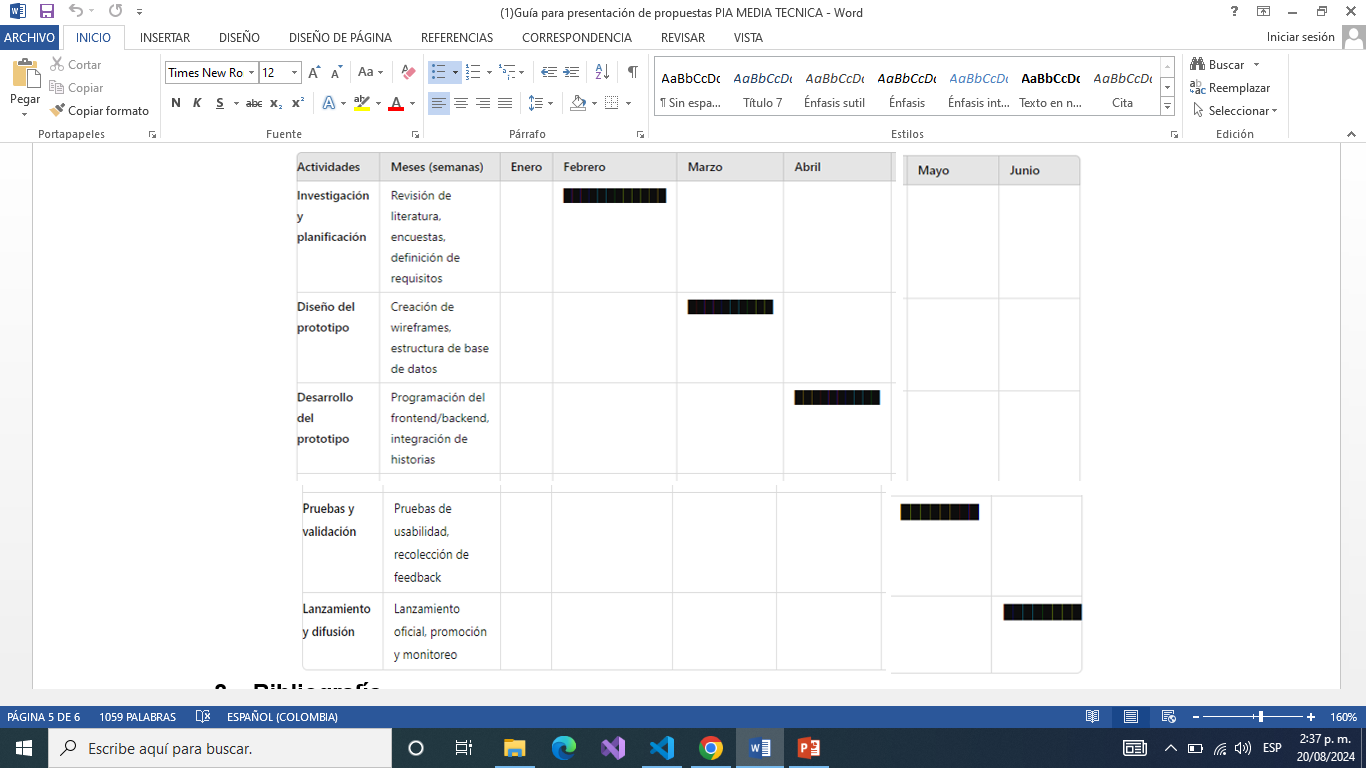 (1)Guía para presentación de propuestas PIA MEDIA TECNICA - Word
ARCHIVO INICIO INSERTAR DISEÑO DISEÑO DE PÁGINA REFERENCIAS CORRESPONDENCIA REVISAR VISTA Iniciar sesión
Pegar
Cortar
Copiar
Copiar formato
Portapapeles
Times New Ro 12
N K S abc x₂ x²
Fuente
Párrafo
AaBbCcDc AaBbCcDc AaBbCcDc AaBbCcDc AaBbCcDc AaBbCcDc AaBbCcDc
¶ Sin espa... Título 7 Énfasis sutil Énfasis Énfasis int... Texto en n... Cita
Estilos
Buscar
Reemplazar
Seleccionar
Edición
Actividades Meses (semanas) Enero Febrero Marzo Abril Mayo Junio
Investigación
y
planificación
Revisión de
literatura,
encuestas,
definición de
requisitos
Diseño del
prototipo
Creación de
wireframes,
estructura de base
de datos
Desarrollo
del
prototipo
Programación del
frontend/backend,
integración de
historias
Pruebas y
validación
Pruebas de
usabilidad,
recolección de
feedback
Lanzamiento
y difusión
Lanzamiento
oficial, promoción
y monitoreo
Bibliografía
PÁGINA 5 DE 6 1059 PALABRAS ESPAÑOL (COLOMBIA) 160%
Escribe aquí para buscar.
ESP
2:37 p. m.
20/08/2024